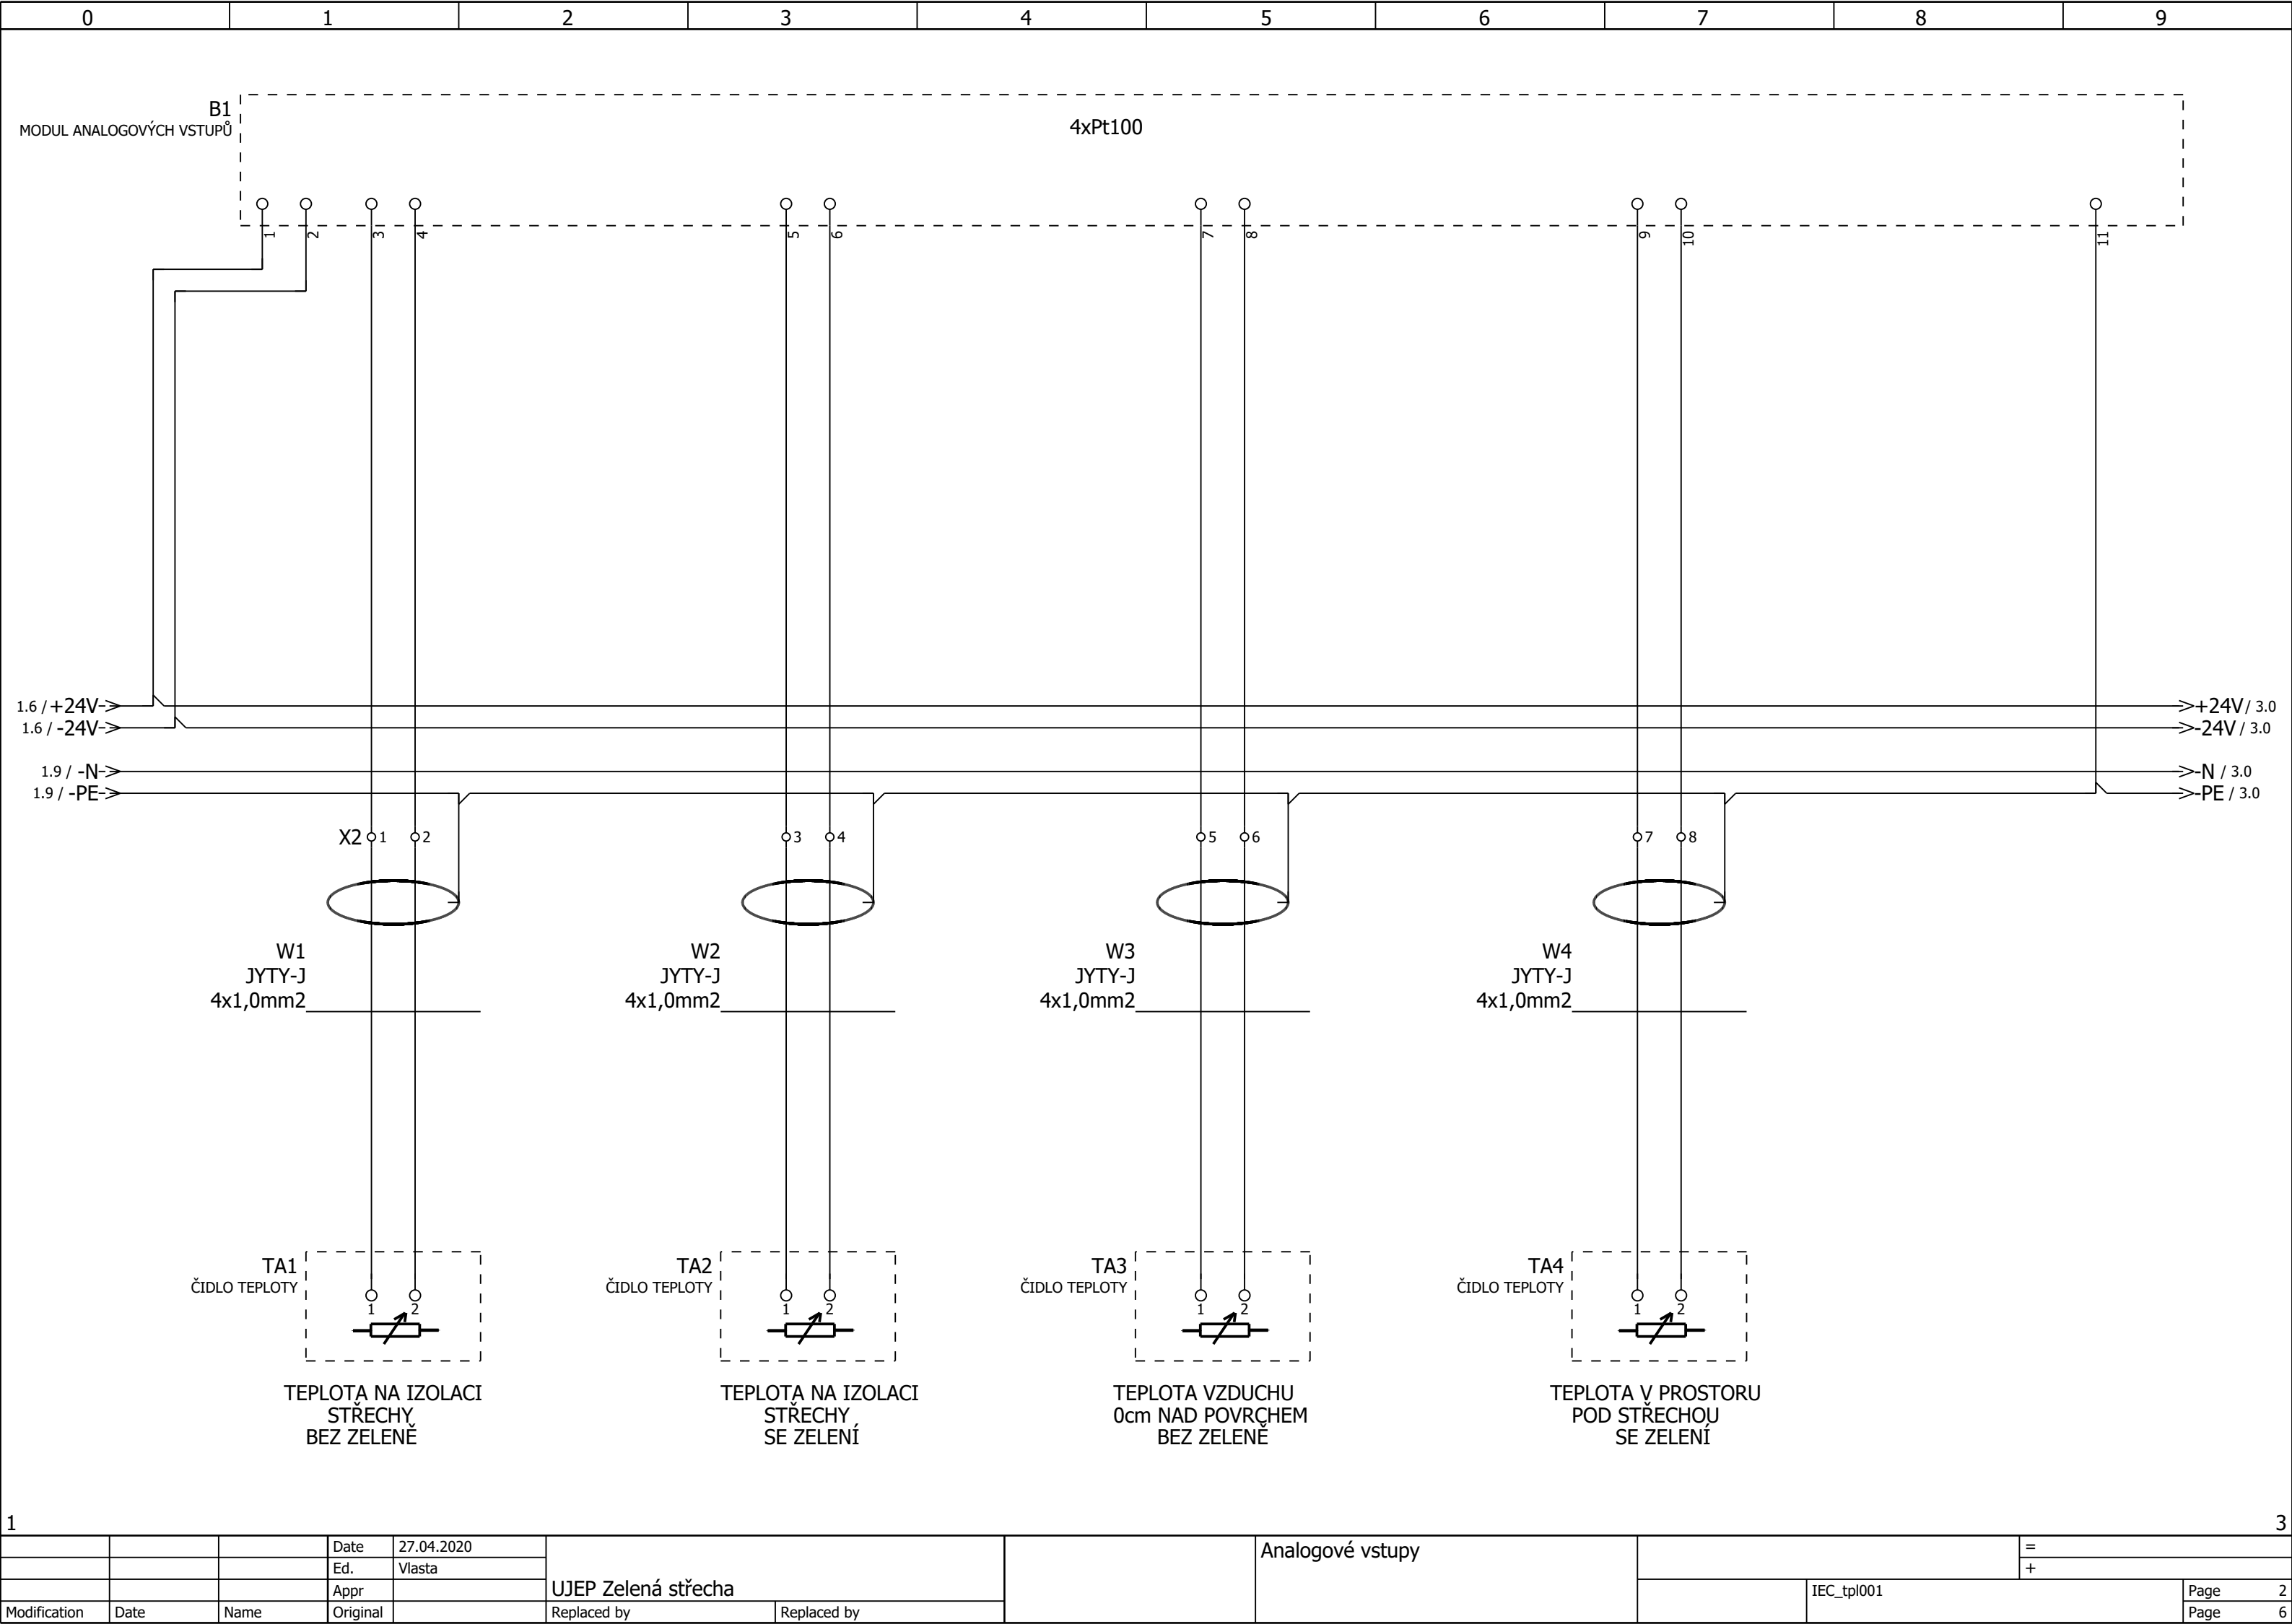 0 1 2 3 4 5 6 7 8 9
B1
MODUL ANALOGOVÝCH VSTUPŮ
4xPt100
1 2 3 4 5 6 7 8 9 10 11
1.6 / +24V
+24V / 3.0
1.6 / -24V
-24V / 3.0
1.9 / -N
-N / 3.0
1.9 / -PE
-PE / 3.0
X2 1 2 3 4 5 6 7 8
W1
JYTY-J
4x1,0mm2
W2
JYTY-J
4x1,0mm2
W3
JYTY-J
4x1,0mm2
W4
JYTY-J
4x1,0mm2
TA1
ČIDLO TEPLOTY
1 2
TA2
ČIDLO TEPLOTY
1 2
TA3
ČIDLO TEPLOTY
1 2
TA4
ČIDLO TEPLOTY
1 2
TEPLOTA NA IZOLACI
STŘECHY
BEZ ZELENĚ
TEPLOTA NA IZOLACI
STŘECHY
SE ZELENÍ
TEPLOTA VZDUCHU
0cm NAD POVRCHEM
BEZ ZELENĚ
TEPLOTA V PROSTORU
POD STŘECHOU
SE ZELENÍ
1
3
Date 27.04.2020
Ed. Vlasta
Appr
Modification Date Name Original
UJEP Zelená střecha
Replaced by Replaced by
Analogové vstupy
=
+
IEC_tpl001
Page 2
Page 6